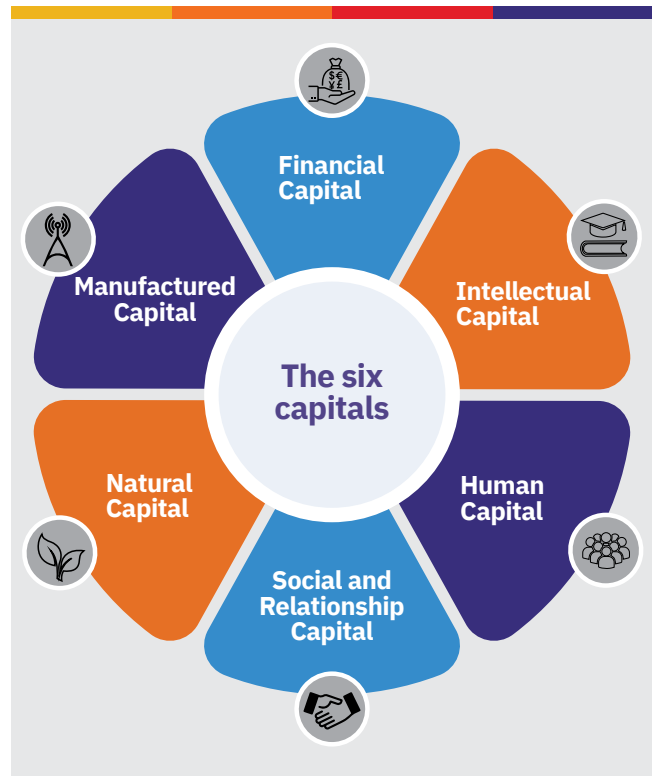 $€
¥£
Financial
Capital
Intellectual
Capital
Human
Capital
Social and
Relationship
Capital
Natural
Capital
Manufactured
Capital
The six
capitals